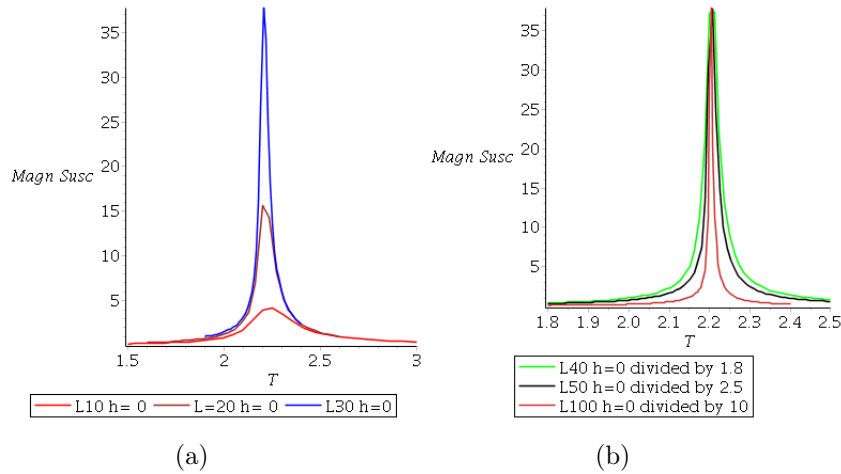 35
30
25
20
Magn Susc
15
10
5
1.5 2 2.5 3
T
L10 h= 0 L=20 h= 0 L30 h=0
(a)
35
30
25
20
Magn Susc
15
10
5
1.8 1.9 2.0 2.1 2.2 2.3 2.4 2.5
T
L40 h=0 divided by 1.8
L50 h=0 divided by 2.5
L100 h=0 divided by 10
(b)